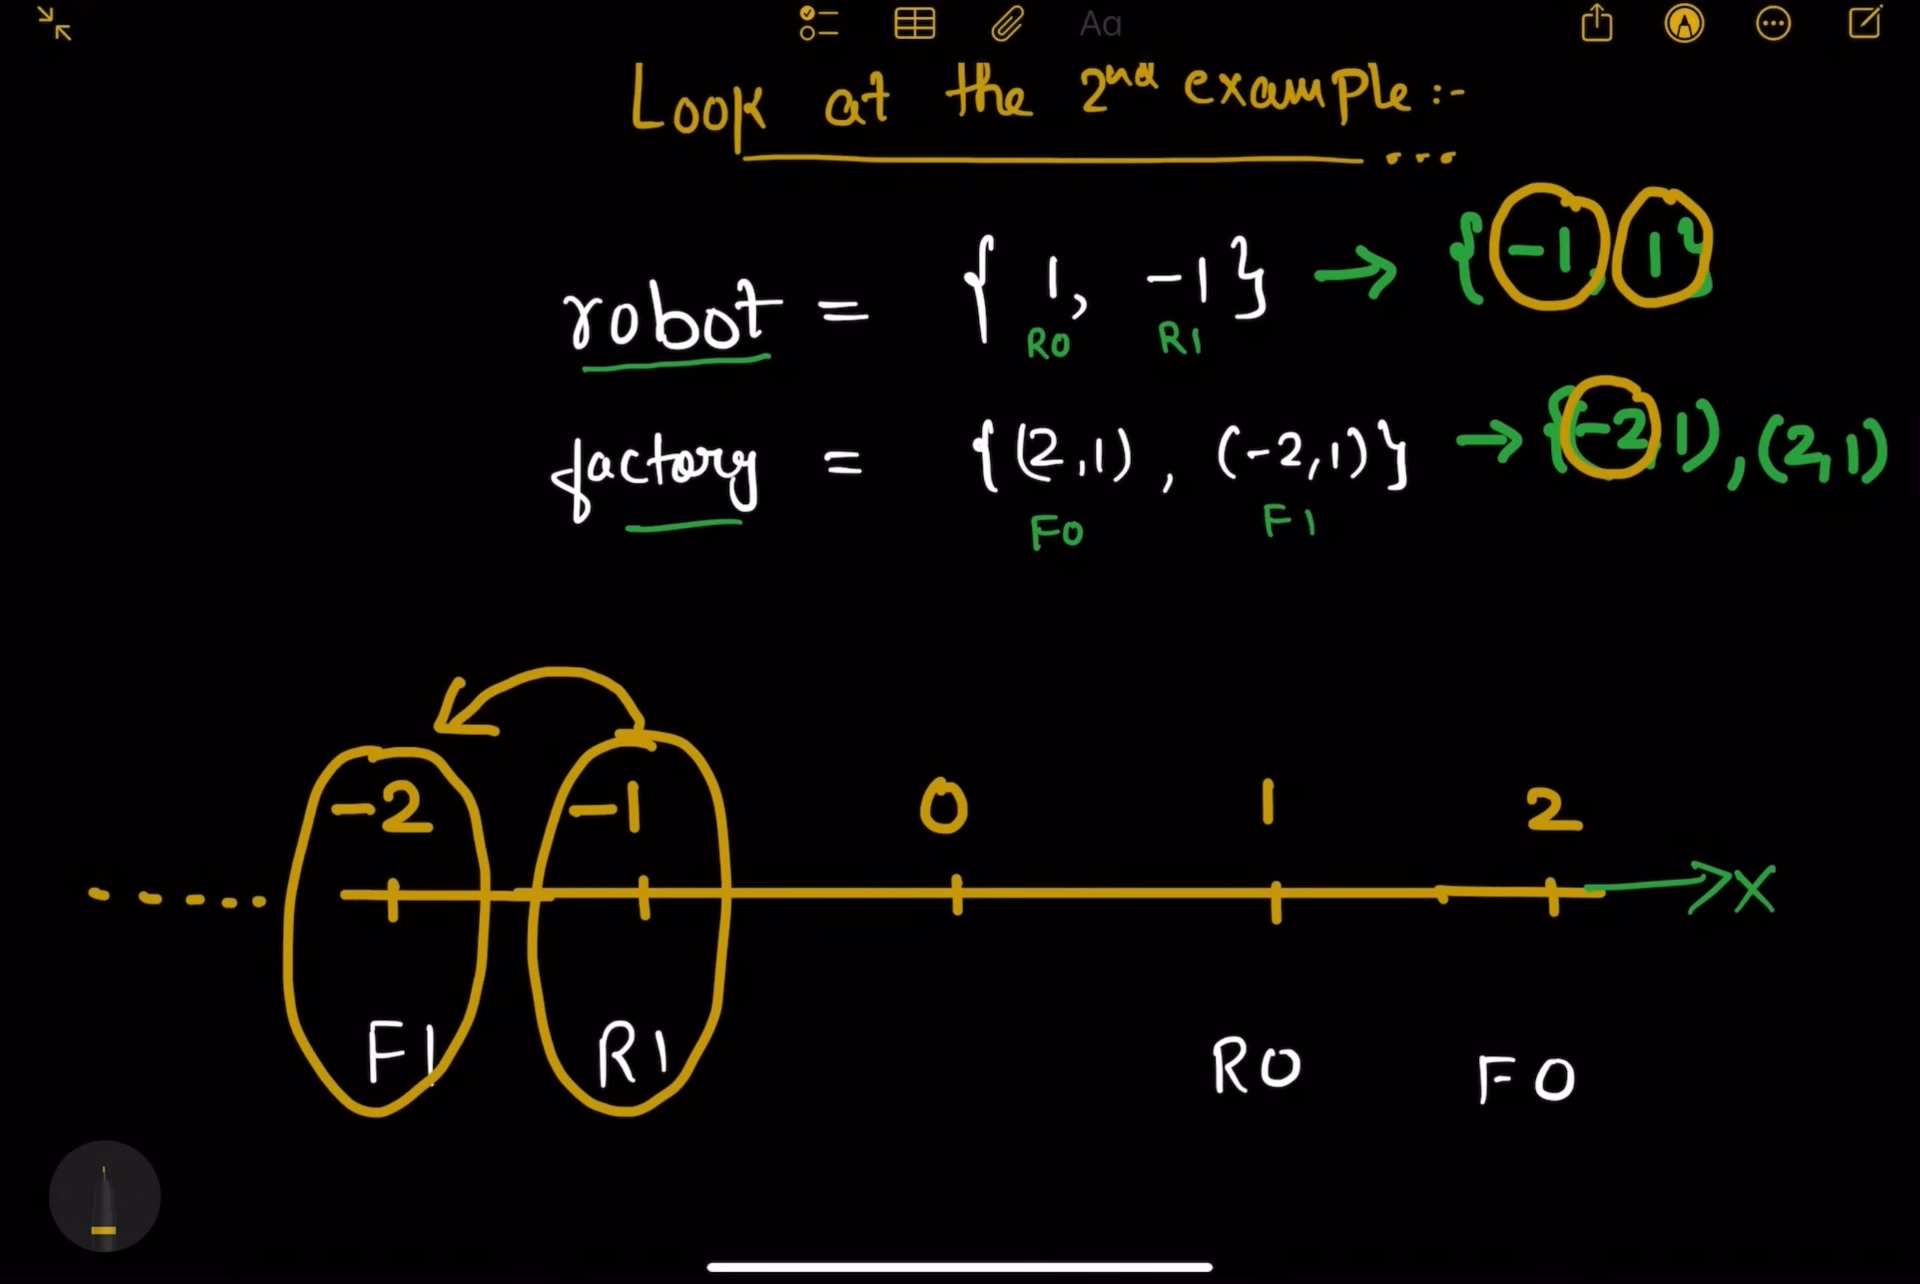 Aa
Look at the 2nd example :-
robot = { 1, -1} → {-1, 1}
R0 R1
factory = {(2,1), (-2,1)} → {(-2,1), (2,1)
F0 F1
-2 -1 0 1 2
X
F1 R1 R0 F0